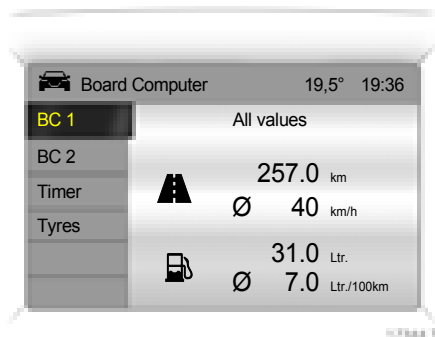 Board Computer 19,5° 19:36
BC 1
All values
BC 2
Timer
Tyres
257.0 km
Ø 40 km/h
31.0 Ltr.
Ø 7.0 Ltr./100km